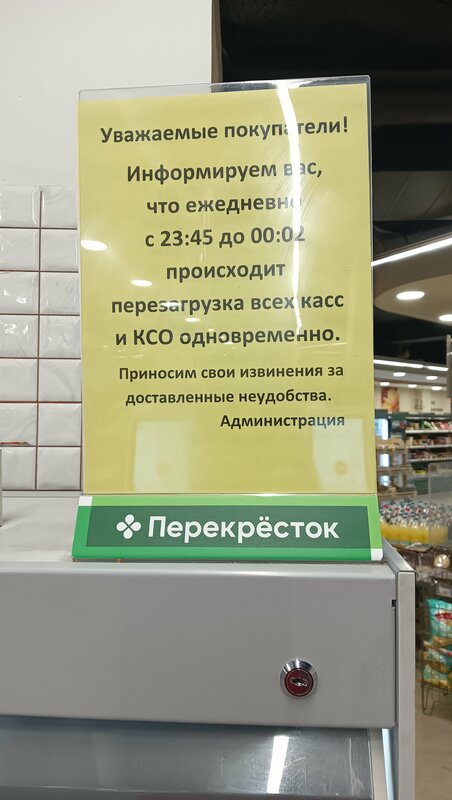 Уважаемые покупатели!
Информируем вас,
что ежедневно
с 23:45 до 00:02
происходит
перезагрузка всех касс
и КСО одновременно.
Приносим свои извинения за
доставленные неудобства.
Администрация
Перекрёсток